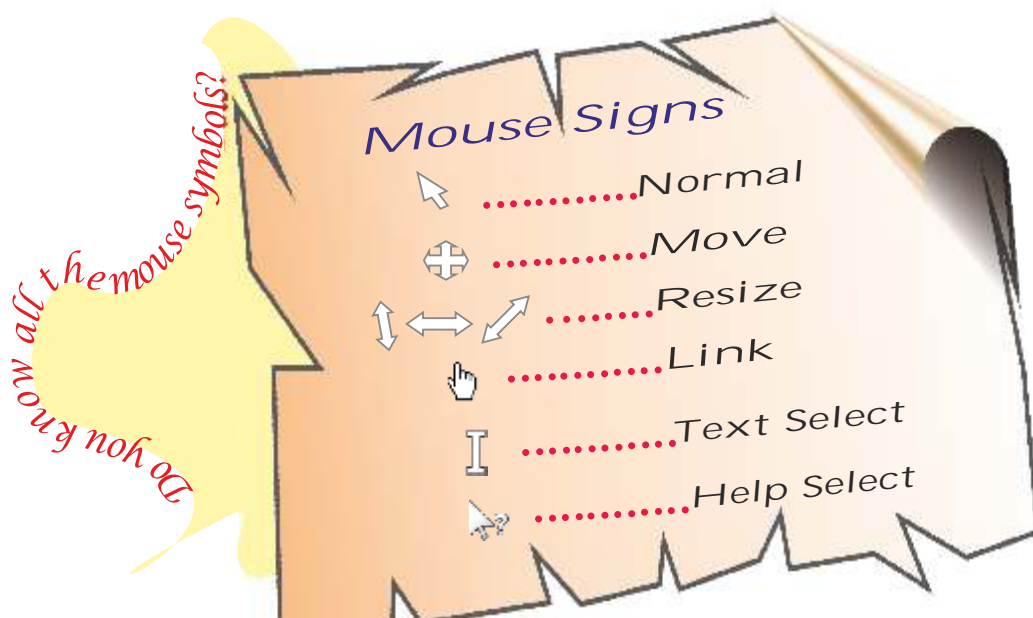 Do you know all themouse symbols¡
Mouse Signs
............Normal
............Move
........Resize
............Link
............Text Select
............Help Select